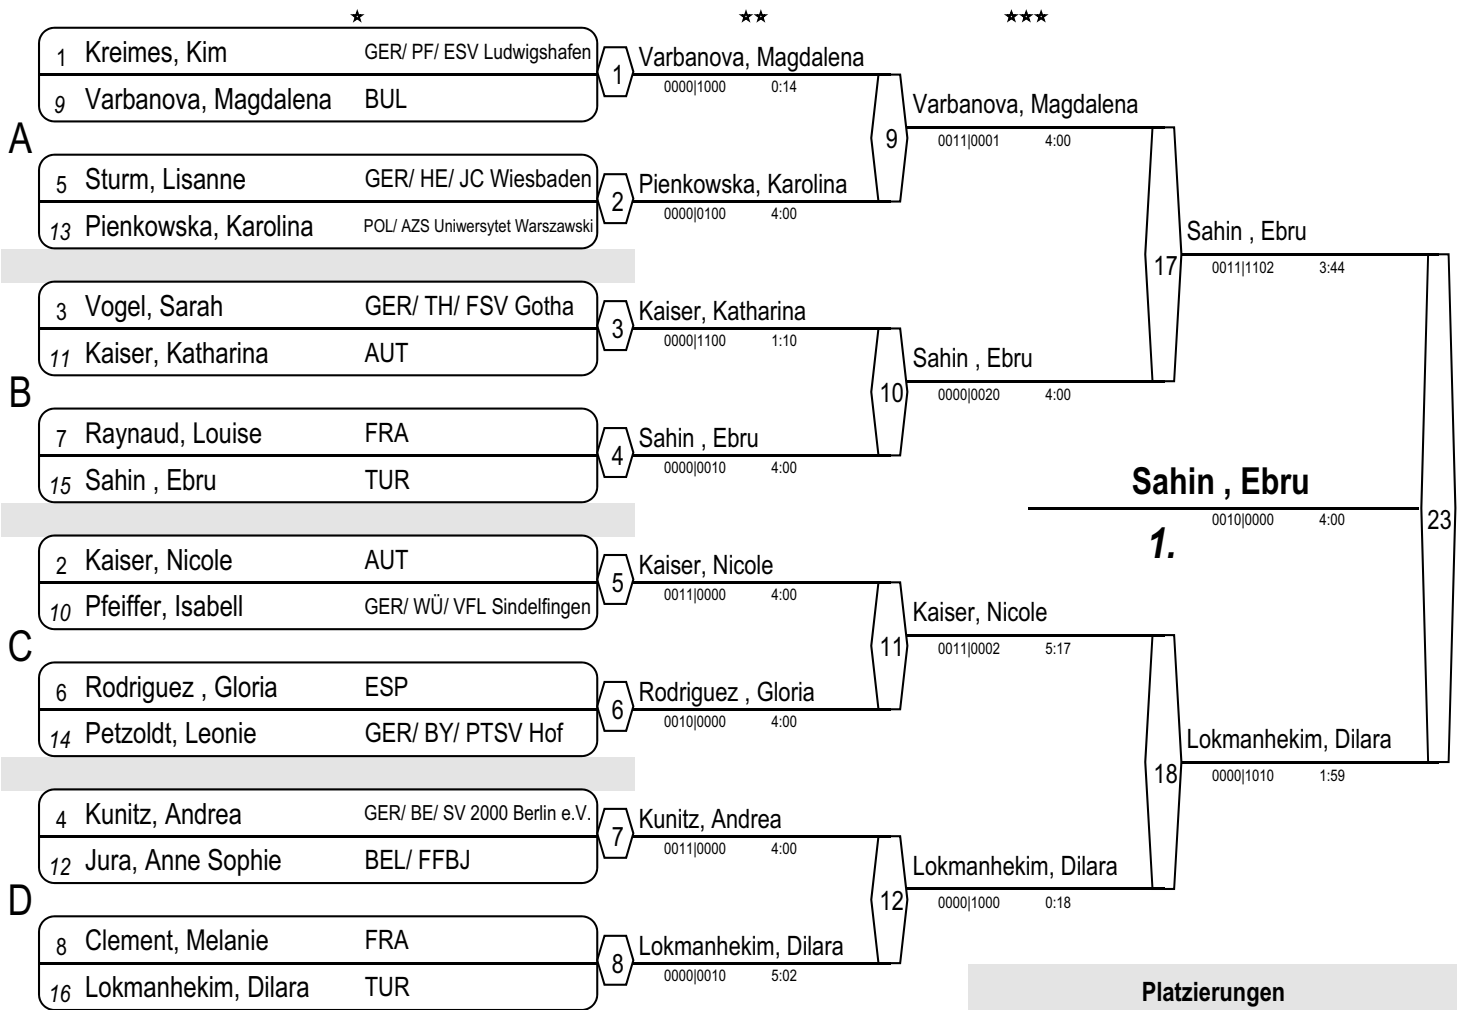 ★ ★★ ★★★
1 Kreimes, Kim GER/ PF/ ESV Ludwigshafen
9 Varbanova, Magdalena BUL
1 Varbanova, Magdalena
0000|1000 0:14
A
5 Sturm, Lisanne GER/ HE/ JC Wiesbaden
13 Pienkowska, Karolina POL/ AZS Uniwersytet Warszawski
2 Pienkowska, Karolina
0000|0100 4:00
9 Varbanova, Magdalena
0011|0001 4:00
3 Vogel, Sarah GER/ TH/ FSV Gotha
11 Kaiser, Katharina AUT
3 Kaiser, Katharina
0000|1100 1:10
B
7 Raynaud, Louise FRA
15 Sahin , Ebru TUR
4 Sahin , Ebru
0000|0010 4:00
10 Sahin , Ebru
0000|0020 4:00
17 Sahin , Ebru
0011|1102 3:44
2 Kaiser, Nicole AUT
10 Pfeiffer, Isabell GER/ WÜ/ VFL Sindelfingen
5 Kaiser, Nicole
0011|0000 4:00
C
6 Rodriguez , Gloria ESP
14 Petzoldt, Leonie GER/ BY/ PTSV Hof
6 Rodriguez , Gloria
0010|0000 4:00
11 Kaiser, Nicole
0011|0002 5:17
4 Kunitz, Andrea GER/ BE/ SV 2000 Berlin e.V.
12 Jura, Anne Sophie BEL/ FFBJ
7 Kunitz, Andrea
0011|0000 4:00
D
8 Clement, Melanie FRA
16 Lokmanhekim, Dilara TUR
8 Lokmanhekim, Dilara
0000|0010 5:02
12 Lokmanhekim, Dilara
0000|1000 0:18
18 Lokmanhekim, Dilara
0000|1010 1:59
Sahin , Ebru
1. 0010|0000 4:00 23
Platzierungen